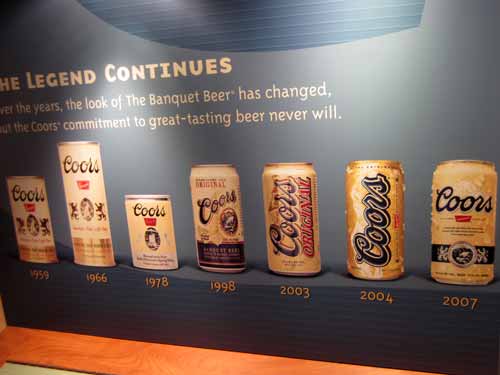 HE LEGEND CONTINUES
ver the years, the look of The Banquet Beer® has changed,
ut the Coors® commitment to great-tasting beer never will.
Coors
Coors
Coors
ORIGINAL
Coors
BANQUET BEER
Coors
ORIGINAL
Coors
Coors
1959
1966
1978
1998
2003
2004
2007